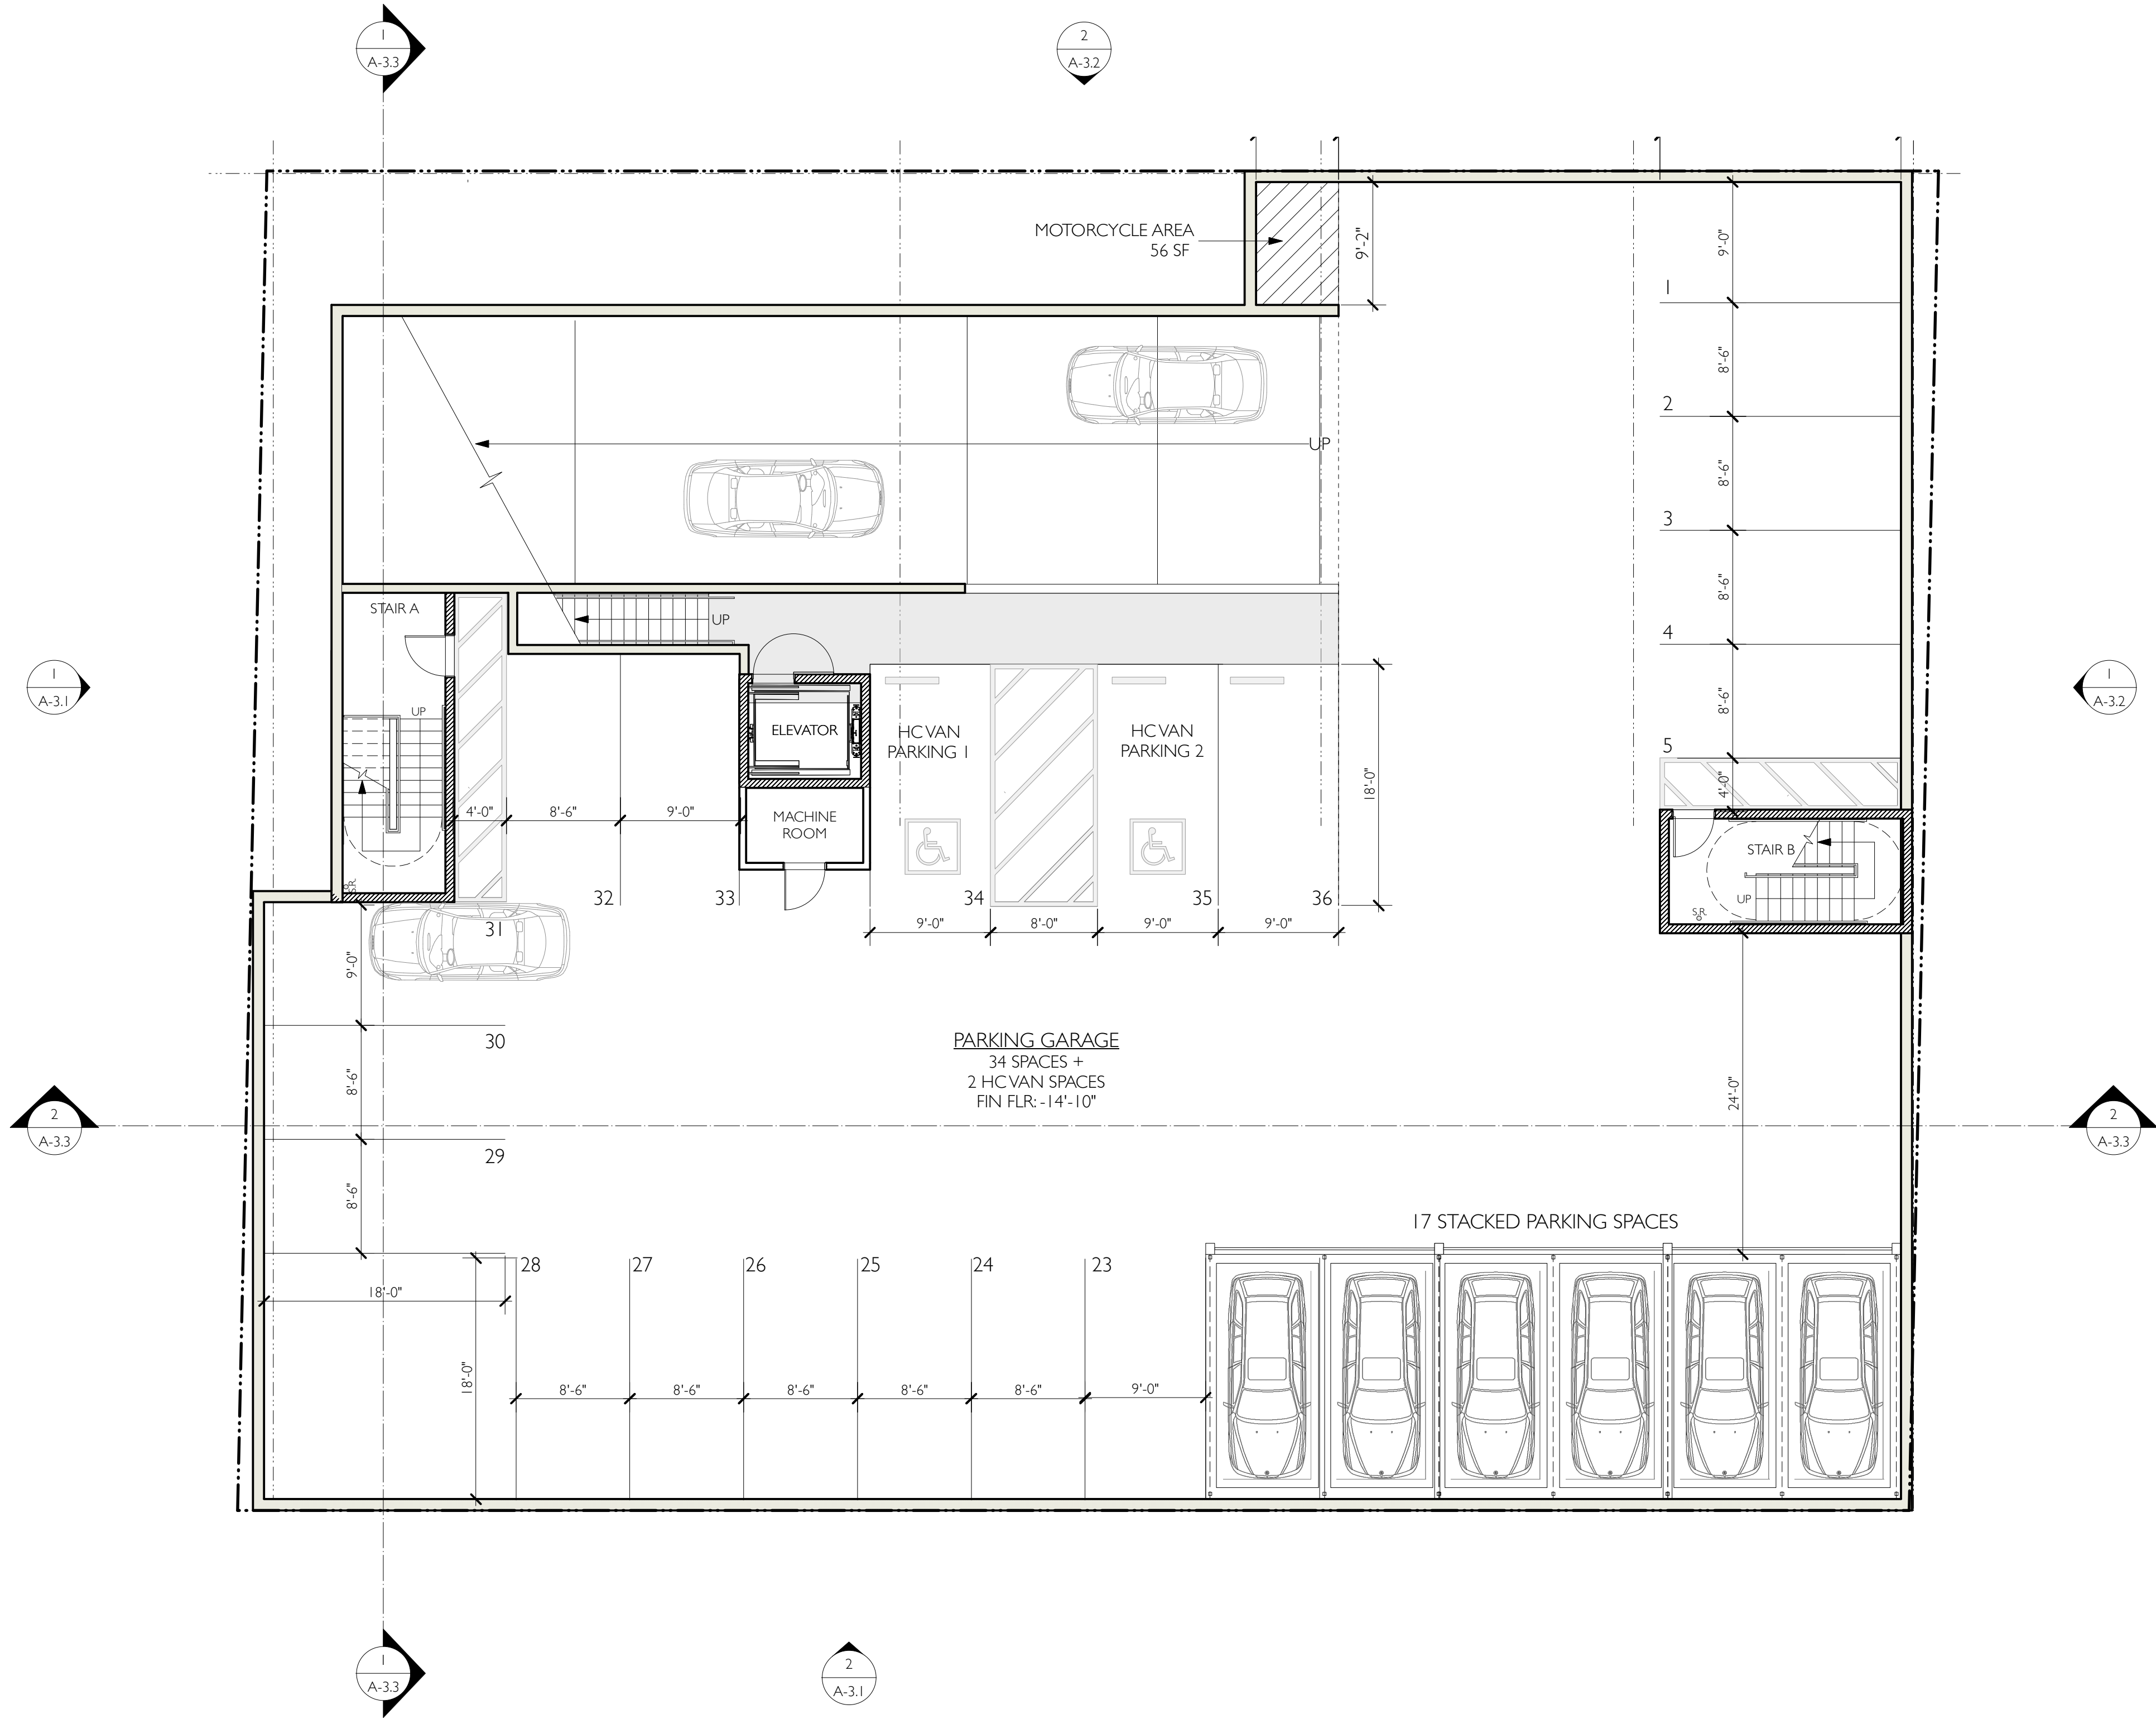 1
A-3.3
2
A-3.2
MOTORCYCLE AREA
56 SF
9'-2"
9'-0"
1
8'-6"
2
UP
8'-6"
3
8'-6"
4
STAIR A
UP
1
A-3.1
1
A-3.2
8'-6"
5
UP
ELEVATOR
HC VAN
PARKING 1
HC VAN
PARKING 2
18'-0"
4'-0"
4'-0"
8'-6"
9'-0"
MACHINE
ROOM
STAIR B
UP
S.R.
S.R.
32
33
34
35
36
31
9'-0"
8'-0"
9'-0"
9'-0"
9'-0"
30
PARKING GARAGE
34 SPACES +
2 HC VAN SPACES
FIN FLR: -14'-10"
8'-6"
24'-0"
2
A-3.3
2
A-3.3
29
8'-6"
17 STACKED PARKING SPACES
28
27
26
25
24
23
18'-0"
18'-0"
8'-6"
8'-6"
8'-6"
8'-6"
8'-6"
9'-0"
1
A-3.3
2
A-3.1